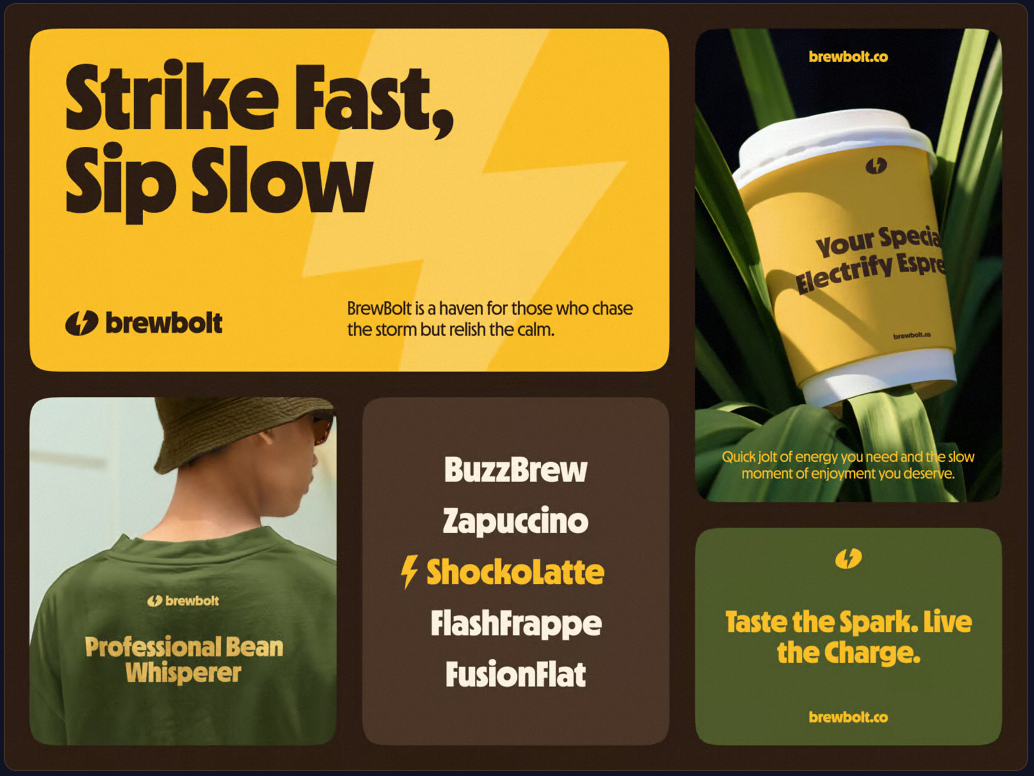 Strike Fast,
Sip Slow
brewbolt
BrewBolt is a haven for those who chase
the storm but relish the calm.
brewbolt.co
Your Specia
Electrify Espre
brewbolt.co
Quick jolt of energy you need and the slow
moment of enjoyment you deserve.
brewbolt
Professional Bean
Whisperer
BuzzBrew
Zapuccino
ShockoLatte
FlashFrappe
FusionFlat
Taste the Spark. Live
the Charge.
brewbolt.co